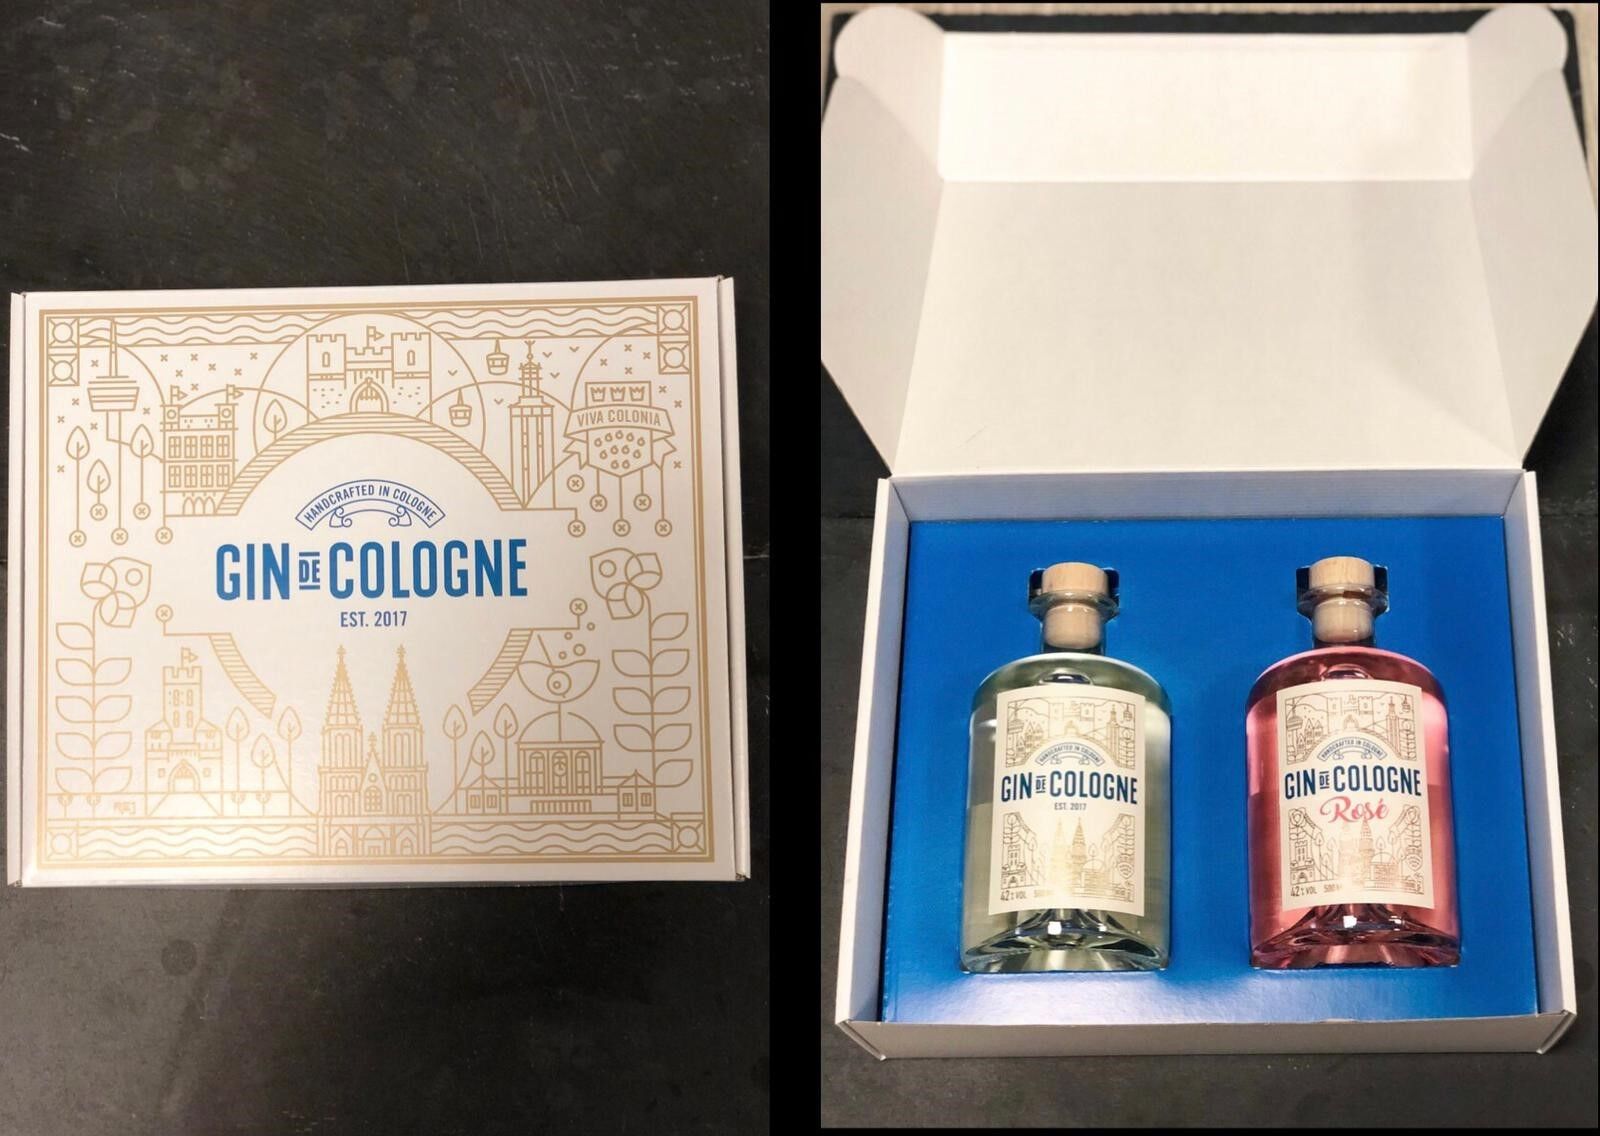 VIVA COLONIA
HANDCRAFTED IN COLOGNE
GIN DE COLOGNE
EST. 2017
HANDCRAFTED IN COLOGNE
GIN DE COLOGNE
EST. 2017
42% VOL
HANDCRAFTED IN COLOGNE
GIN DE COLOGNE
Rosé
42% VOL